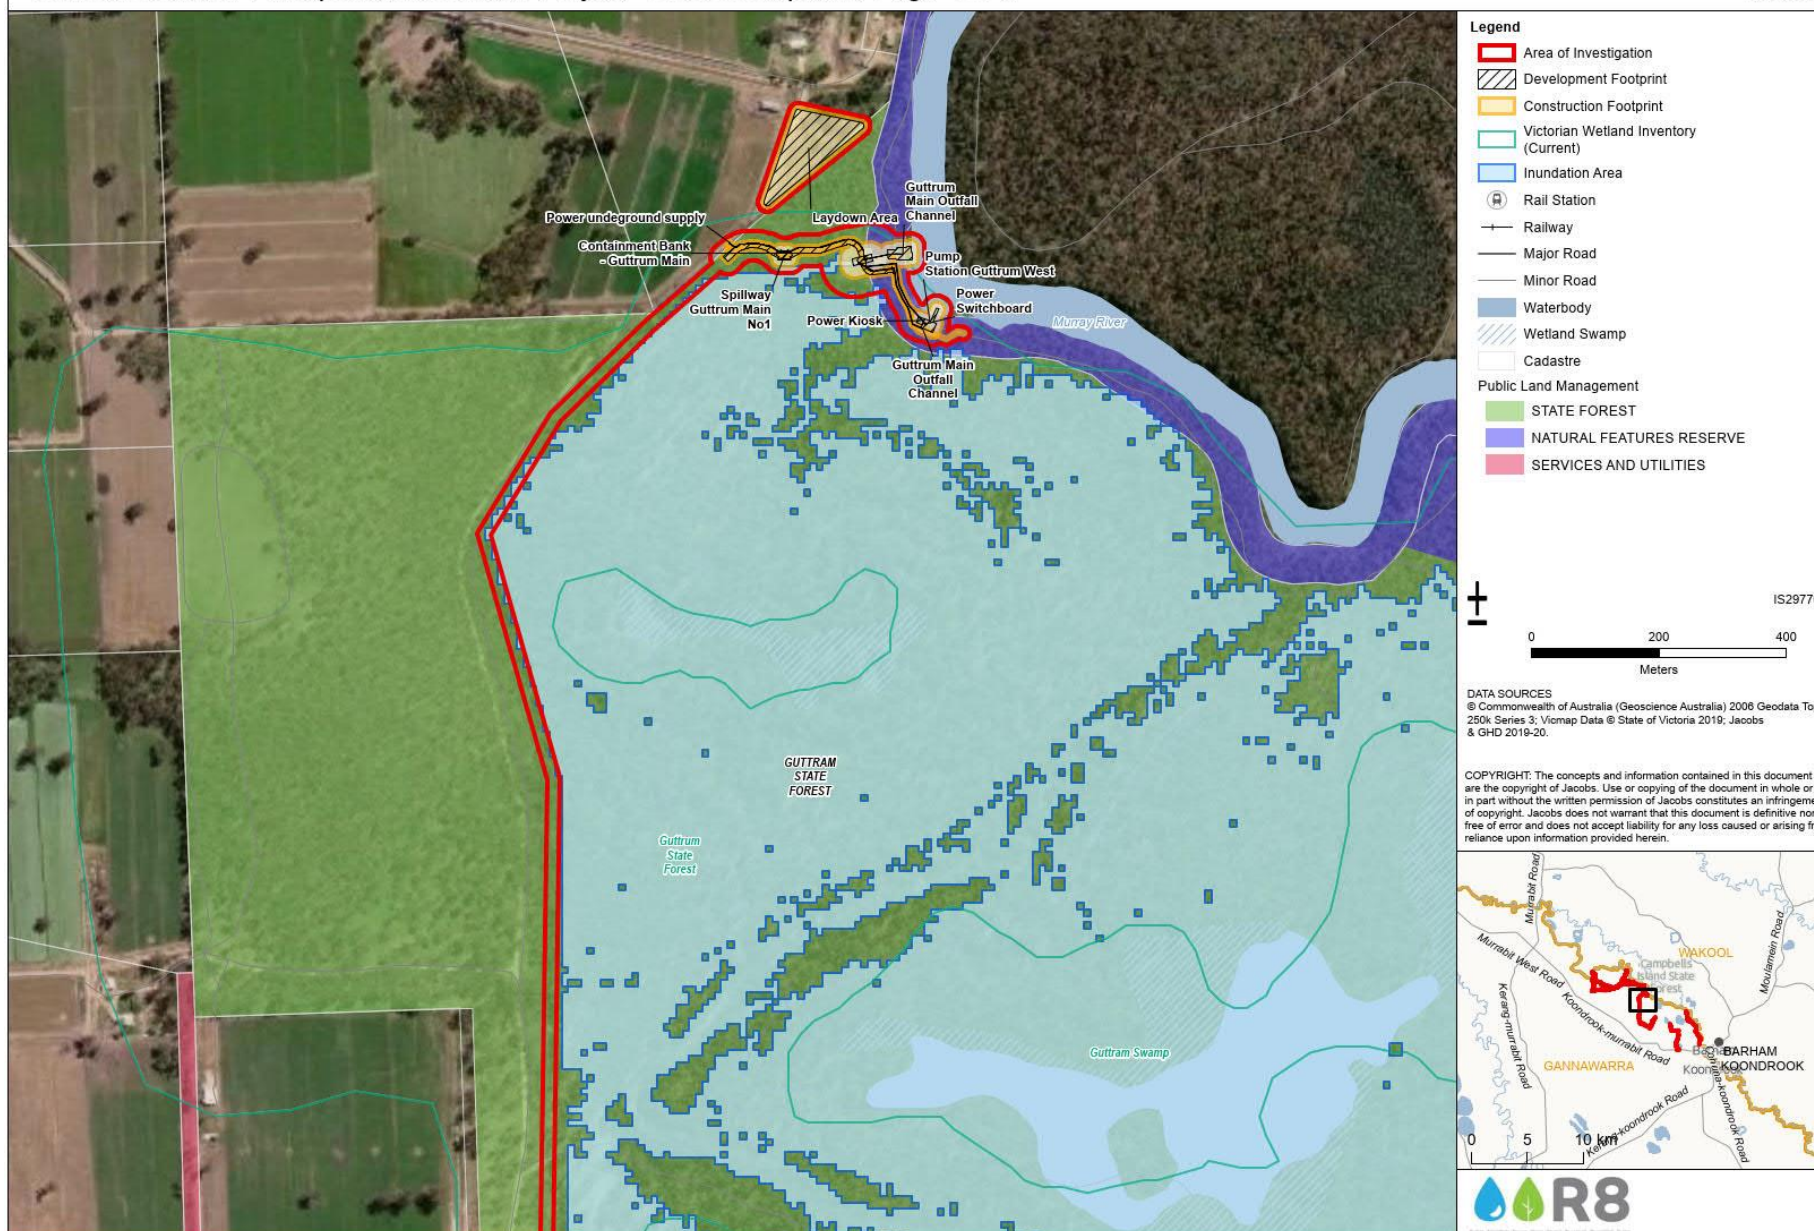 Power undeground supply
Containment Bank
- Guttrum Main
Spillway
Guttrum Main
No1
Laydown Area
Guttrum
Main Outfall
Channel
Pump
Station Guttrum West
Power
Switchboard
Power Kiosk
Guttrum Main
Outfall
Channel
Murray River
GUTTRAM
STATE
FOREST
Guttrum
State
Forest
Guttram Swamp
Legend
Area of Investigation
Development Footprint
Construction Footprint
Victorian Wetland Inventory
(Current)
Inundation Area
Rail Station
Railway
Major Road
Minor Road
Waterbody
Wetland Swamp
Cadastre
Public Land Management
STATE FOREST
NATURAL FEATURES RESERVE
SERVICES AND UTILITIES
IS2977
0 200 400
Meters
DATA SOURCES
© Commonwealth of Australia (Geoscience Australia) 2006 Geodata To
250k Series 3; Vicmap Data © State of Victoria 2019; Jacobs
& GHD 2019-20.
COPYRIGHT: The concepts and information contained in this document
are the copyright of Jacobs. Use or copying of the document in whole or
in part without the written permission of Jacobs constitutes an infringeme
of copyright. Jacobs does not warrant that this document is definitive nor
free of error and does not accept liability for any loss caused or arising fr
reliance upon information provided herein.
Murrabit Road
Murrabit West Road
Kerang-murrabit Road
Koondrook-murrabit Road
WAKOOL
Campbells
Island State
Forest
Moulamein Road
GANNAWARRA
BARHAM
KOONDROOK
Kerang-koondrook Road
0 5 10 km
R8